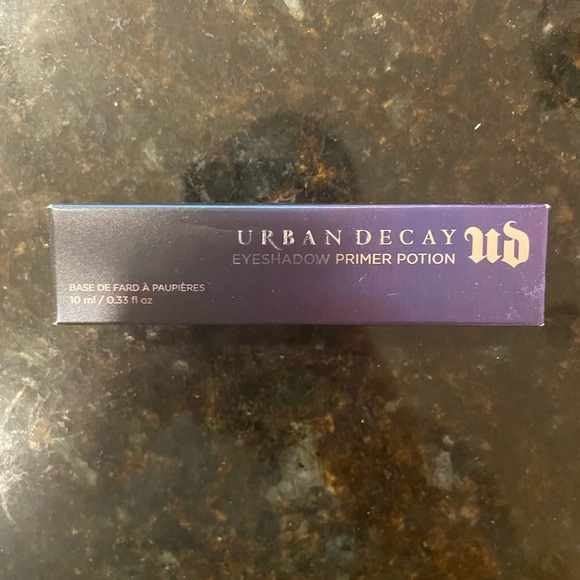 URBAN DECAY UD
EYESHADOW PRIMER POTION
BASE DE FARD À PAUPIÈRES
10 ml / 0.33 fl oz